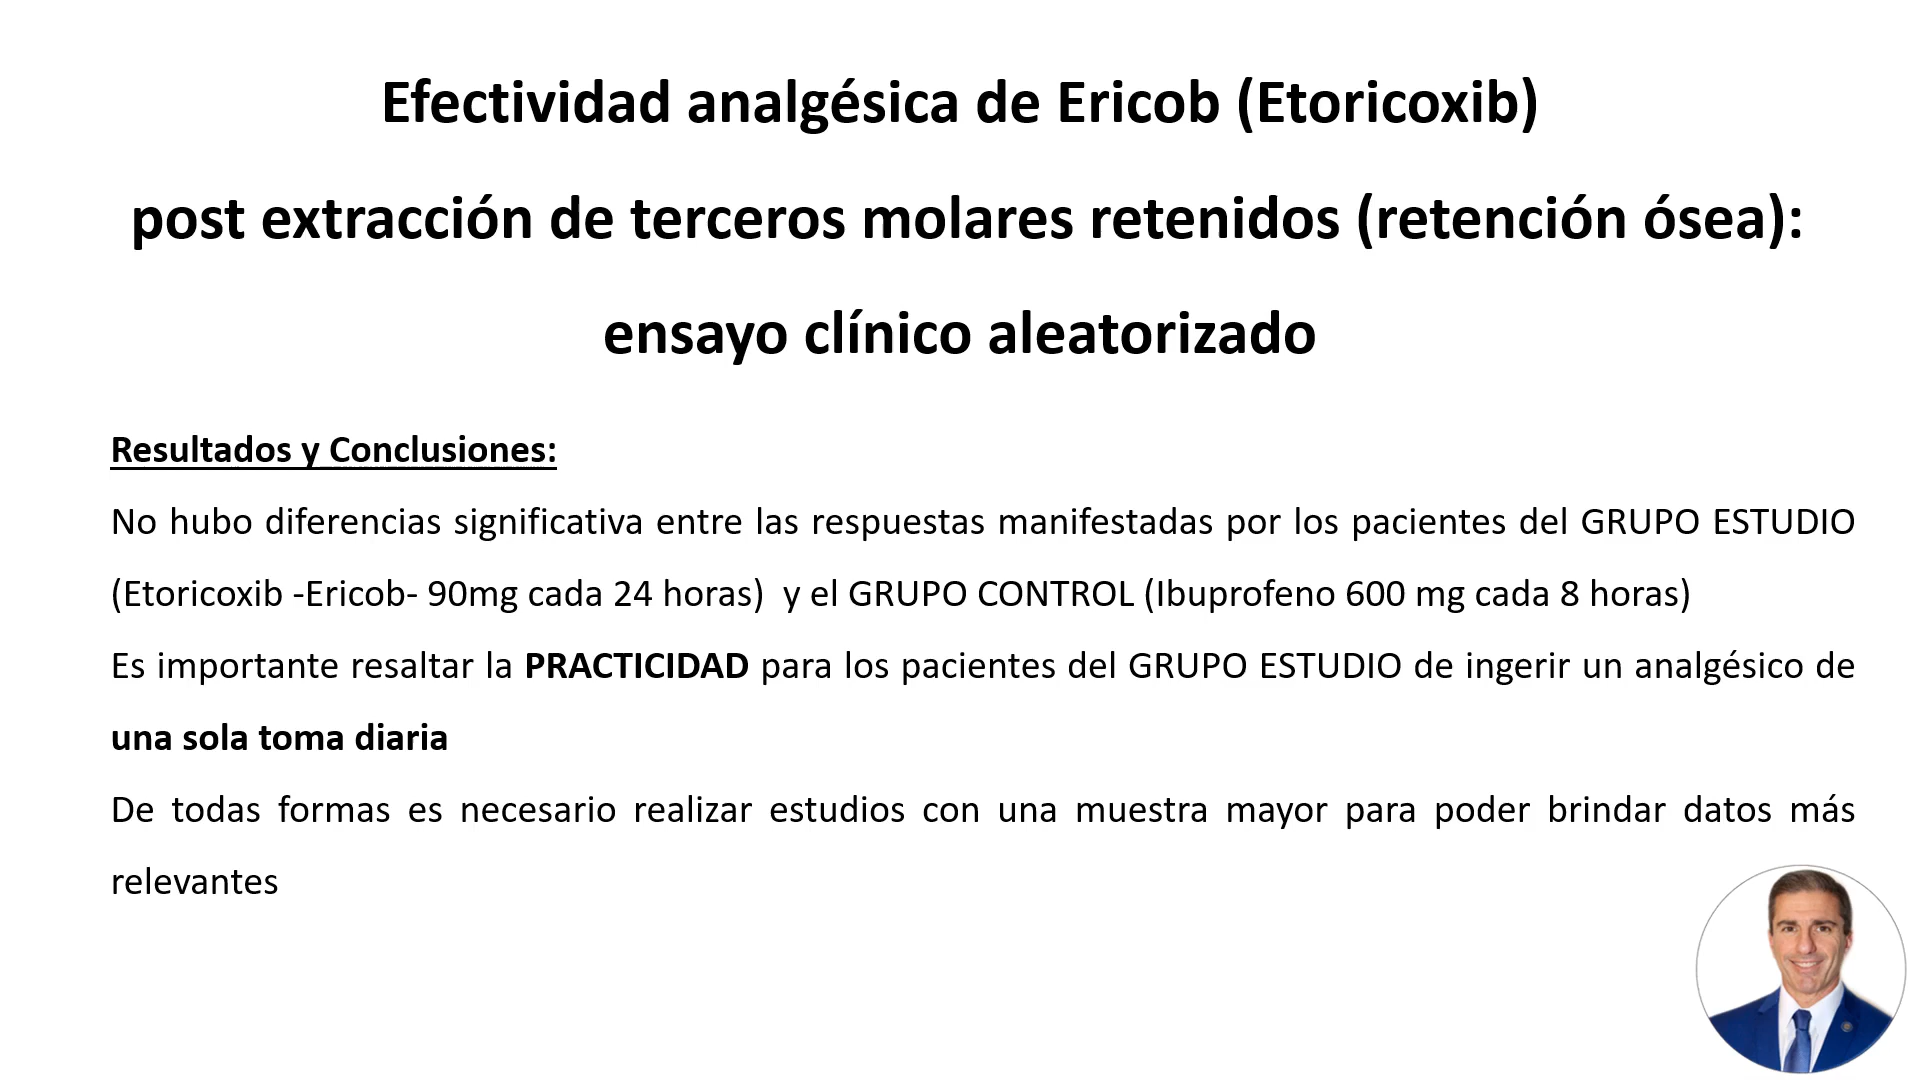 Efectividad analgésica de Ericob (Etoricoxib)
post extracción de terceros molares retenidos (retención ósea):
ensayo clínico aleatorizado
Resultados y Conclusiones:
No hubo diferencias significativa entre las respuestas manifestadas por los pacientes del GRUPO ESTUDIO
(Etoricoxib -Ericob- 90mg cada 24 horas)  y el GRUPO CONTROL (Ibuprofeno 600 mg cada 8 horas)
Es importante resaltar la PRACTICIDAD para los pacientes del GRUPO ESTUDIO de ingerir un analgésico de
una sola toma diaria
De todas formas es necesario realizar estudios con una muestra mayor para poder brindar datos más
relevantes